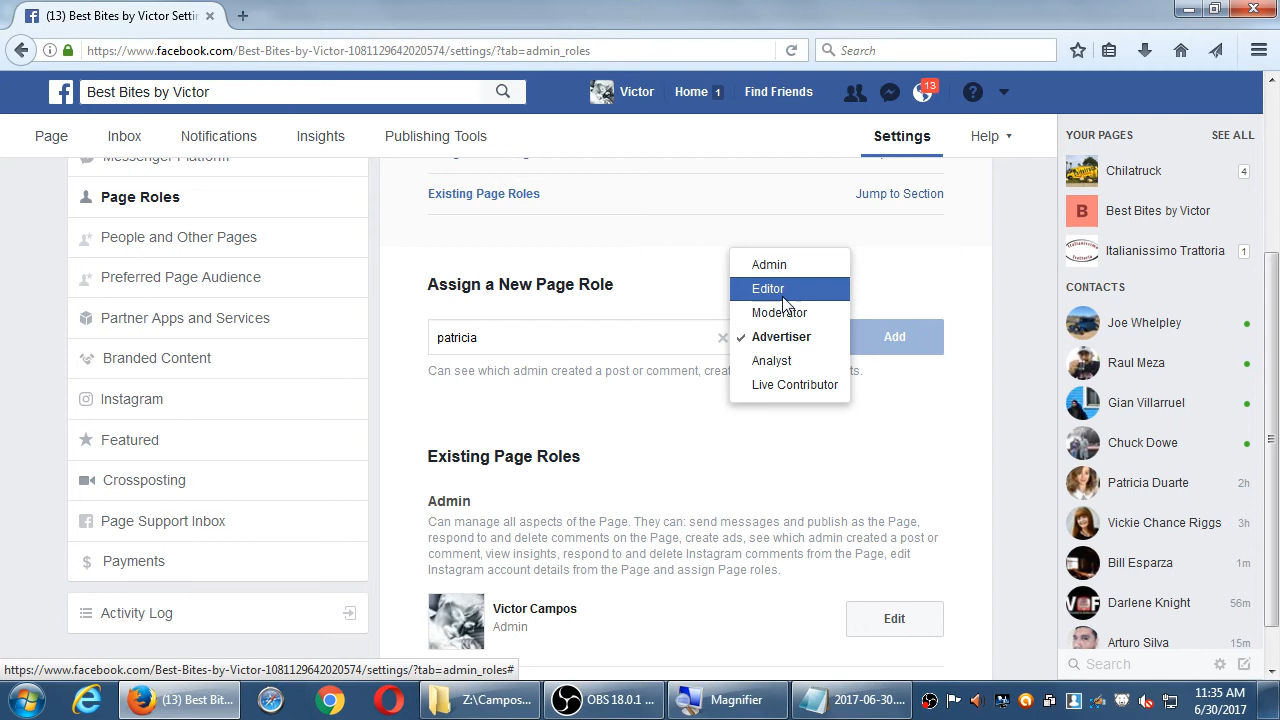 (13) Best Bites by Victor Setti
https://www.facebook.com/Best-Bites-by-Victor-1081129642020574/settings/?tab=admin_roles
Search
Best Bites by Victor
Victor
Home 1
Find Friends
13
Page
Inbox
Notifications
Insights
Publishing Tools
Settings
Help
Messenger Platform
Page Roles
People and Other Pages
Preferred Page Audience
Partner Apps and Services
Branded Content
Instagram
Featured
Crossposting
Page Support Inbox
Payments
Activity Log
Existing Page Roles
Jump to Section
Assign a New Page Role
patricia
Add
Can see which admin created a post or comment, creat
ts.
Admin
Editor
Moderator
Advertiser
Analyst
Live Contributor
Existing Page Roles
Admin
Can manage all aspects of the Page. They can: send messages and publish as the Page,
respond to and delete comments on the Page, create ads, see which admin created a post or
comment, view insights, respond to and delete Instagram comments from the Page, edit
Instagram account details from the Page and assign Page roles.
Victor Campos
Admin
Edit
YOUR PAGES
SEE ALL
Chilatruck
4
B
Best Bites by Victor
Italianissimo Trattoria
1
CONTACTS
Joe Whelpley
Raul Meza
Gian Villarruel
Chuck Dowe
Patricia Duarte 2h
Vickie Chance Riggs 3h
Bill Esparza 1m
Darlene Knight 56m
Arturo Silva 15m
Search
https://www.facebook.com/Best-Bites-by-Victor-1081129642020574/settings/?tab=admin_roles#
(13) Best Bit...
Z:\Campos...
OBS 18.0.1 ...
Magnifier
2017-06-30....
11:35 AM
6/30/2017